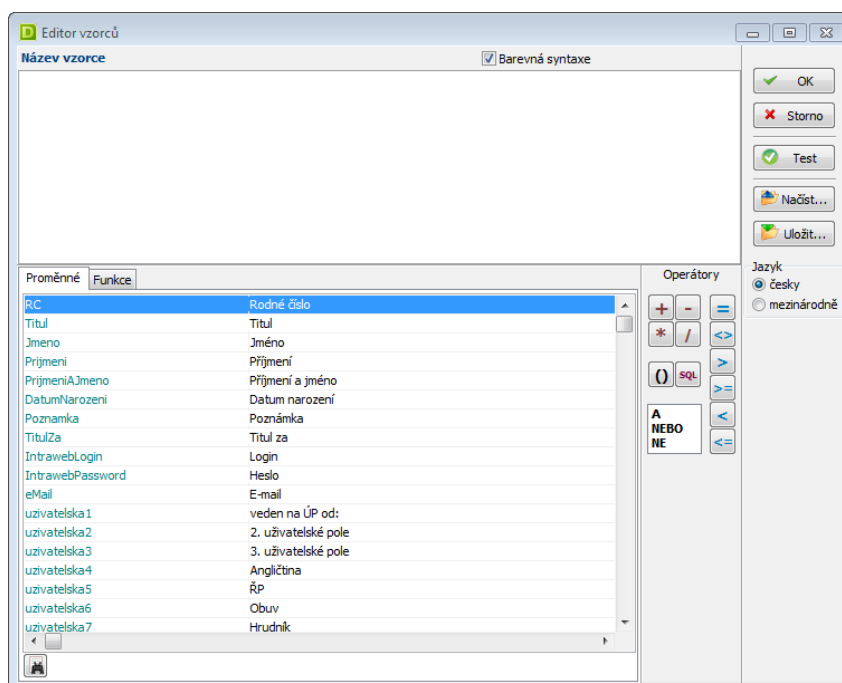 Editor vzorců
Název vzorce
Barevná syntaxe
OK
Storno
Test
Načíst...
Uložit...
Jazyk
česky
mezinárodně
Proměnné Funkce
RC Rodné číslo
Titul Titul
Jmeno Jméno
Prijmeni Příjmení
PrijmeniAJmeno Příjmení a jméno
DatumNarozeni Datum narození
Poznamka Poznámka
TitulZa Titul za
IntrawebLogin Login
IntrawebPassword Heslo
eMail E-mail
uzivatelska1 veden na ÚP od:
uzivatelska2 2. uživatelské pole
uzivatelska3 3. uživatelské pole
uzivatelska4 Angličtina
uzivatelska5 ŘP
uzivatelska6 Obuv
uzivatelska7 Hrudník
Operátory
+ - =
* / <>
>
() SQL
>=
A
NEBO
NE
<
<=